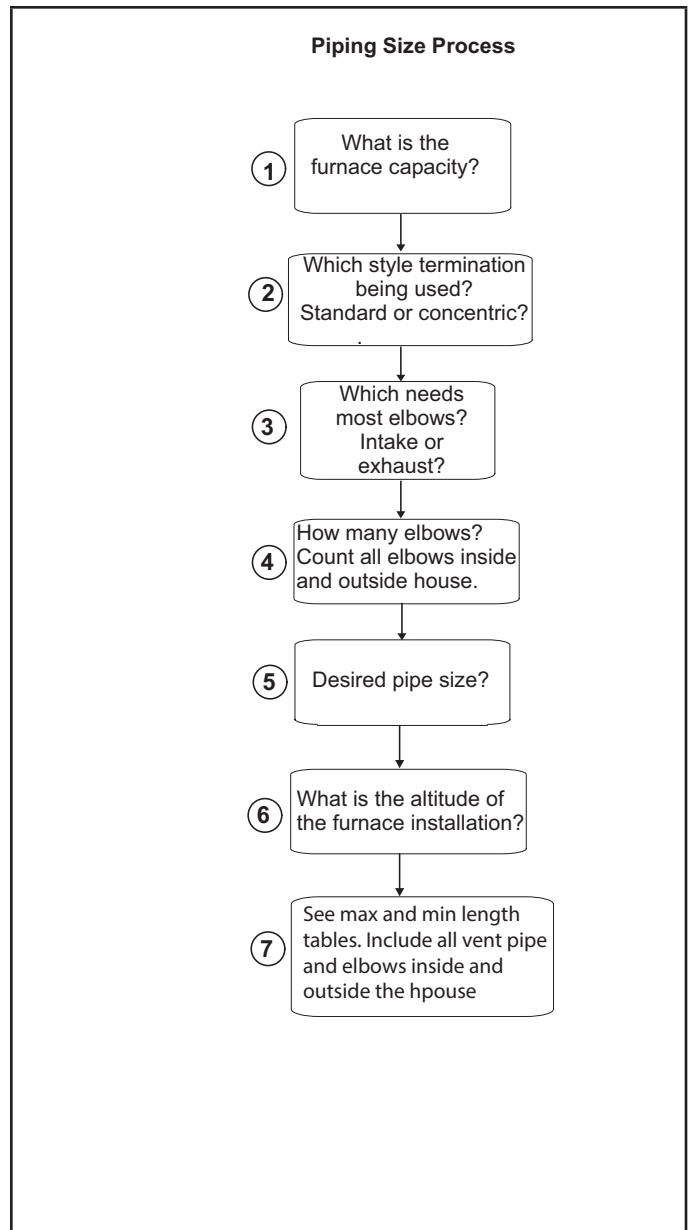 Piping Size Process
1
What is the
furnace capacity?
2
Which style termination
being used?
Standard or concentric?
.
3
Which needs
most elbows?
Intake or
exhaust?
4
How many elbows?
Count all elbows inside
and outside house.
5
Desired pipe size?
6
What is the altitude of
the furnace installation?
7
See max and min length
tables. Include all vent pipe
and elbows inside and
outside the hpouse